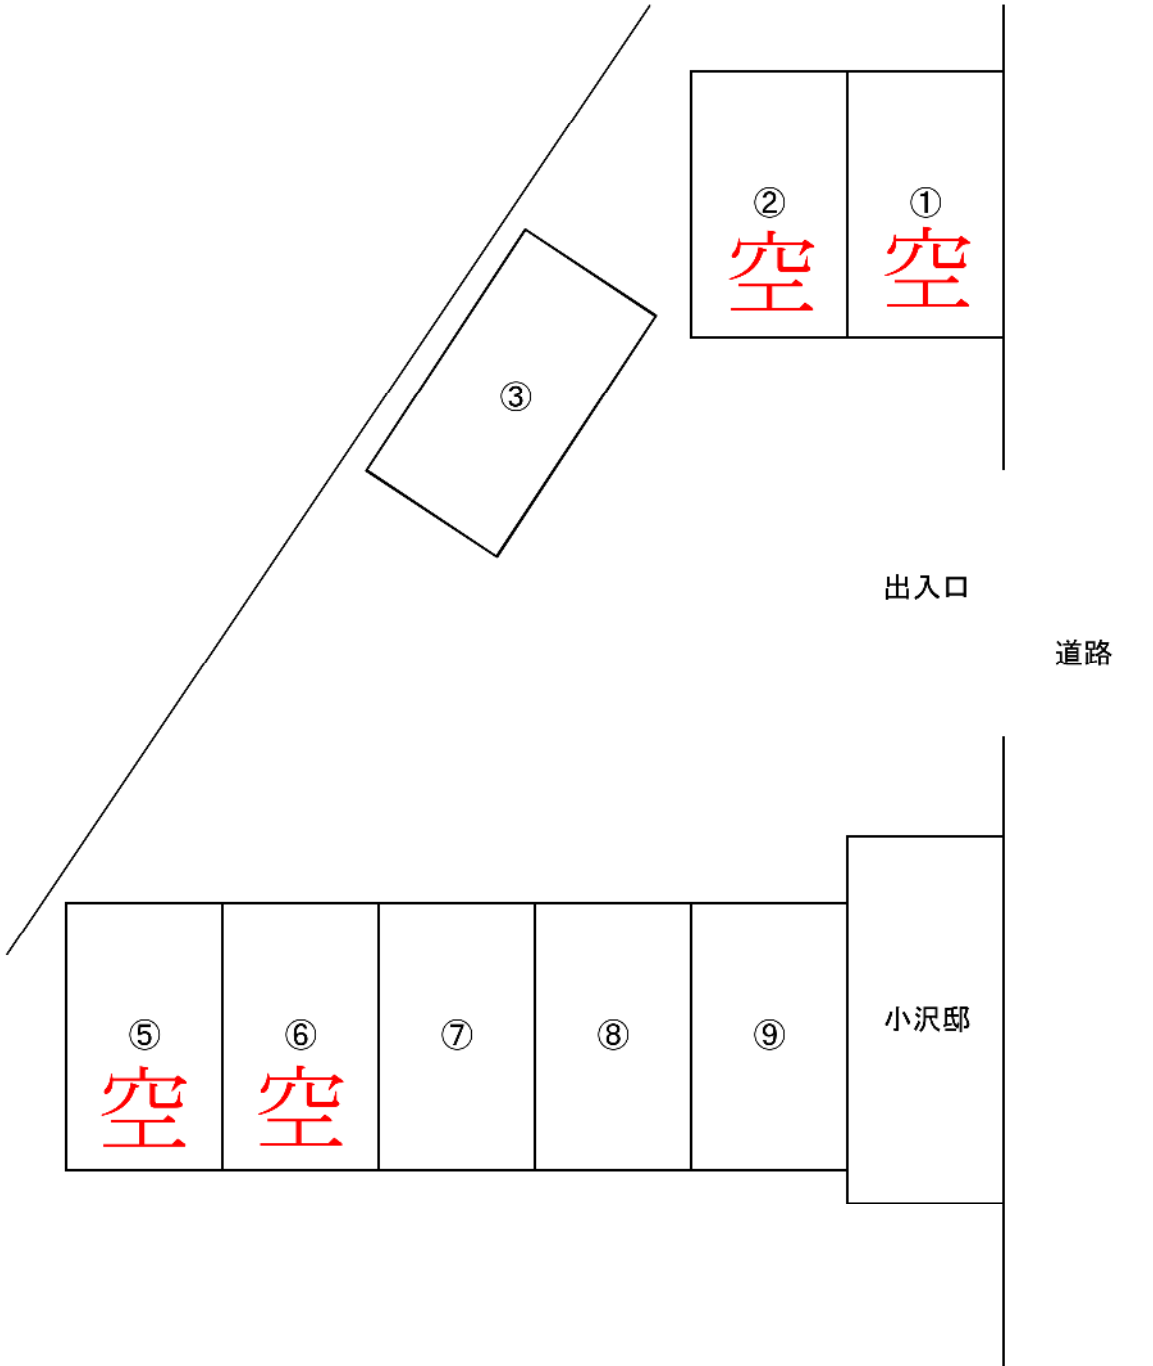 ② ①
空 空
③
出入口
道路
小沢邸
⑤ ⑥ ⑦ ⑧ ⑨
空 空